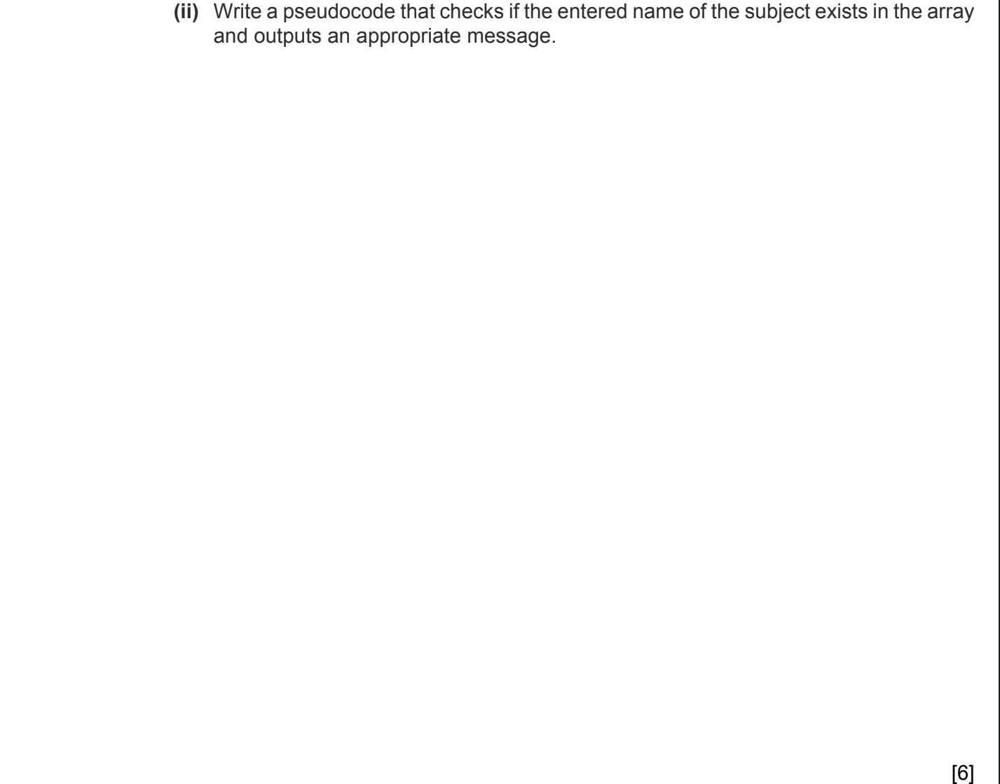 (ii) Write a pseudocode that checks if the entered name of the subject exists in the array
and outputs an appropriate message.
[6]